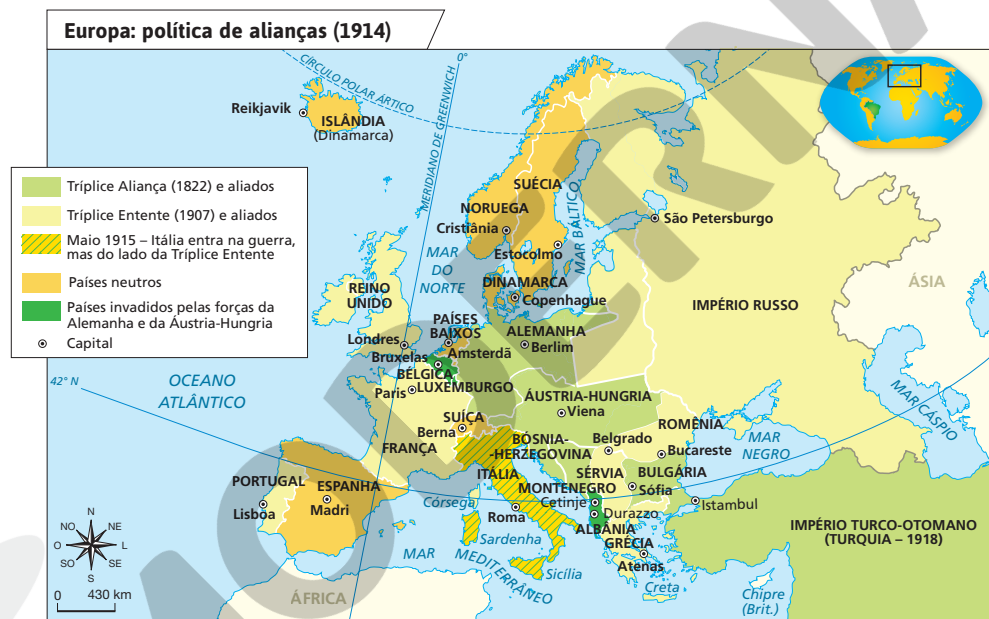 Europa: política de alianças (1914)
CÍRCULO POLAR ÁRTICO
0°
MERIDIANO DE GREENWICH
Reikjavik
ISLÂNDIA
(Dinamarca)
Tríplice Aliança (1822) e aliados
Tríplice Entente (1907) e aliados
Maio 1915 – Itália entra na guerra,
mas do lado da Tríplice Entente
Países neutros
Países invadidos pelas forças da
Alemanha e da Áustria-Hungria
Capital
SUÉCIA
NORUEGA
Cristiânia
Estocolmo
MAR BÁLTICO
São Petersburgo
MAR
DO
NORTE
DINAMARCA
Copenhague
REINO
UNIDO
IMPÉRIO RUSSO
ÁSIA
PAÍSES
BAIXOS
ALEMANHA
Londres
Amsterdã
Berlim
Bruxelas
BÉLGICA
LUXEMBURGO
42° N
OCEANO
ATLÂNTICO
Paris
ÁUSTRIA-HUNGRIA
Viena
MAR CÁSPIO
SUÍÇA
Berna
FRANÇA
BÓSNIA-
-HERZEGOVINA
Belgrado
ROMÊNIA
Bucareste
MAR
NEGRO
ITÁLIA
SÉRVIA
BULGÁRIA
MONTENEGRO
Sófia
PORTUGAL
ESPANHA
Lisboa
Madri
Córsega
Roma
Cetinje
Durazzo
Istambul
Sardenha
ALBÂNIA
GRÉCIA
Atenas
IMPÉRIO TURCO-OTOMANO
(TURQUIA – 1918)
MAR MEDITERRÂNEO
Sicília
Creta
Chipre
(Brit.)
ÁFRICA
N
NO NE
O L
SO SE
S
0 430 km
MODERNA